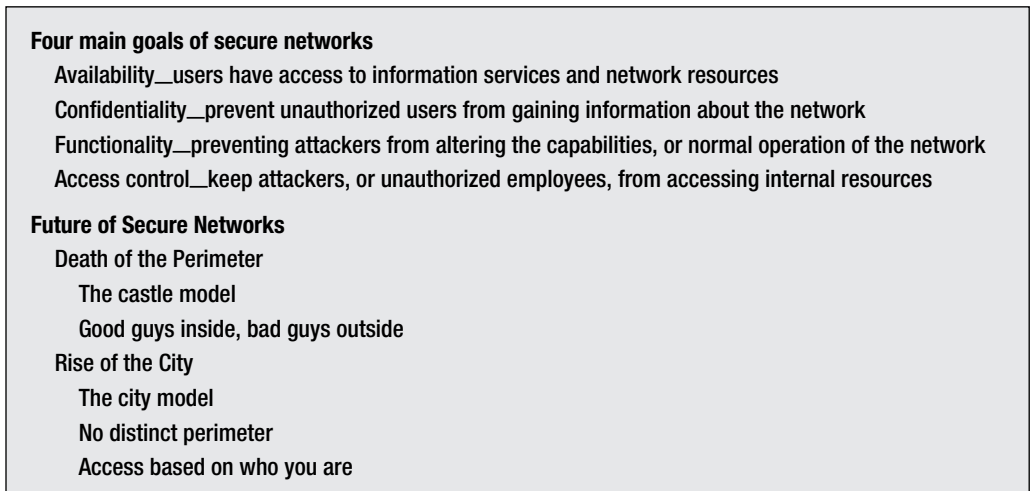 Four main goals of secure networks
Availability—users have access to information services and network resources
Confidentiality—prevent unauthorized users from gaining information about the network
Functionality—preventing attackers from altering the capabilities, or normal operation of the network
Access control—keep attackers, or unauthorized employees, from accessing internal resources
Future of Secure Networks
Death of the Perimeter
The castle model
Good guys inside, bad guys outside
Rise of the City
The city model
No distinct perimeter
Access based on who you are